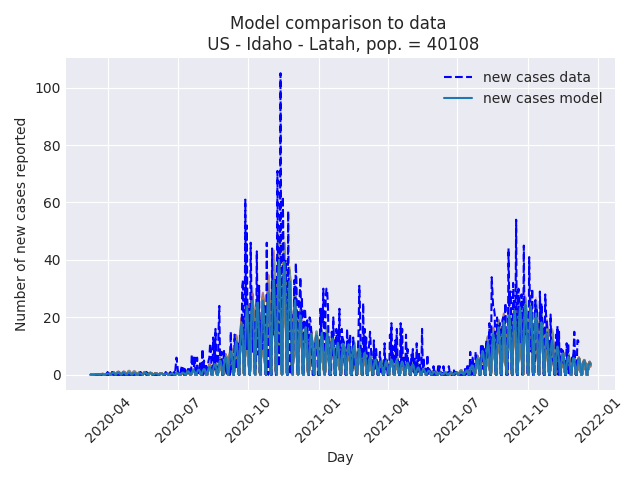 Model comparison to data
US - Idaho - Latah, pop. = 40108
new cases data
new cases model
Number of new cases reported
100
80
60
40
20
0
2020-04
2020-07
2020-10
2021-01
2021-04
2021-07
2021-10
2022-01
Day